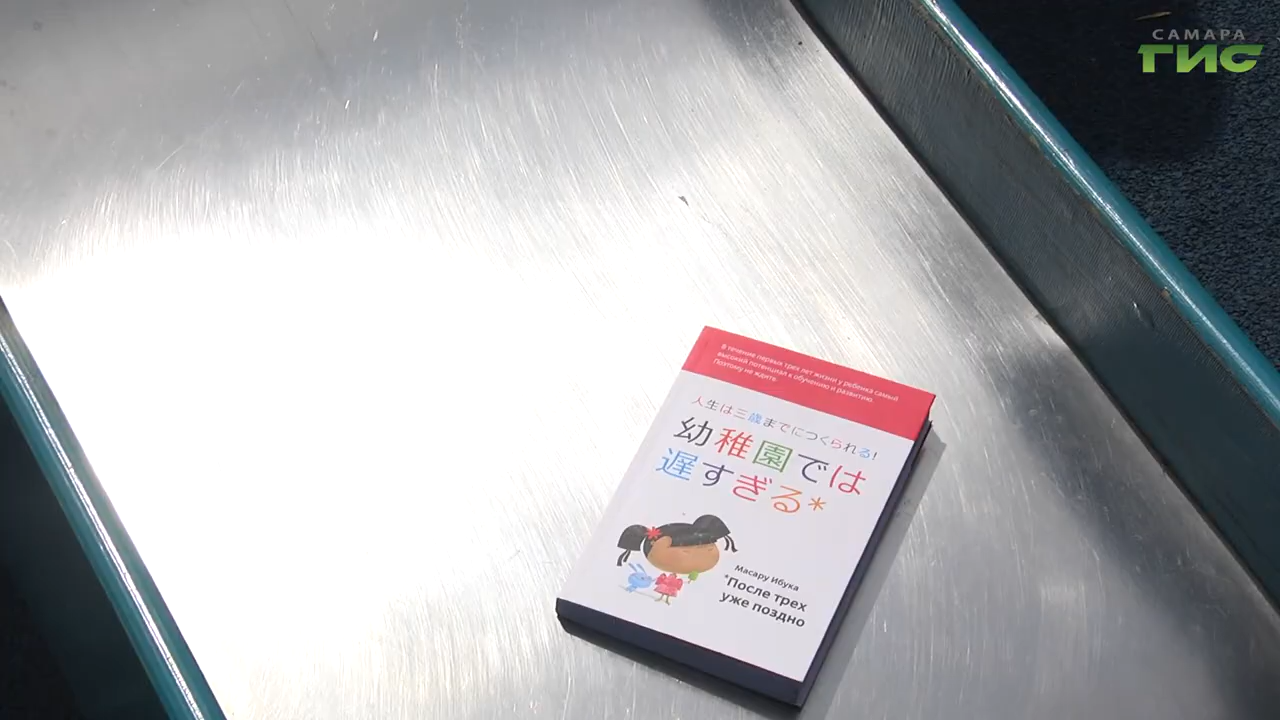 САМАРА
ГИС
В течение первых трех лет жизни у ребенка самый
высокий потенциал к обучению и развитию.
Поэтому не ждите.
人生は三歳までにつくられる!
幼稚園では
遅すぎる*
Масару Ибука
*После трех
уже поздно